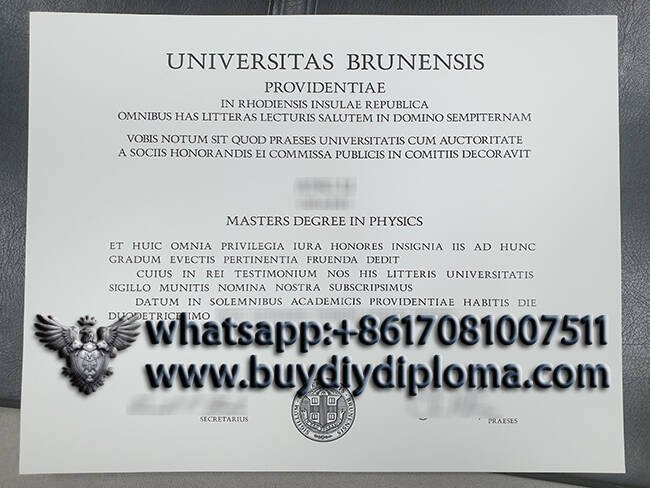 UNIVERSITAS BRUNENSIS
PROVIDENTIAE
IN RHODIENSIS INSULAE REPUBLICA
OMNIBUS HAS LITTERAS LECTURIS SALUTEM IN DOMINO SEMPITERNAM
VOBIS NOTUM SIT QUOD PRAESES UNIVERSITATIS CUM AUCTORITATE
A SOCIIS HONORANDIS EI COMMISSA PUBLICIS IN COMITIIS DECORAVIT
MASTERS DEGREE IN PHYSICS
ET HUIC OMNIA PRIVILEGIA IURA HONORES INSIGNIA IIS AD HUNC
GRADUM EVECTIS PERTINENTIA FRUENDA DEDIT
CUIUS IN REI TESTIMONIUM NOS HIS LITTERIS UNIVERSITATIS
SIGILLO MUNITIS NOMINA NOSTRA SUBSCRIPSIMUS
DATUM IN SOLEMNIBUS ACADEMICIS PROVIDENTIAE HABITIS DIE
whatsapp:+8617081007511
www.buydiydiploma.com
SECRETARIUS
PRAESES